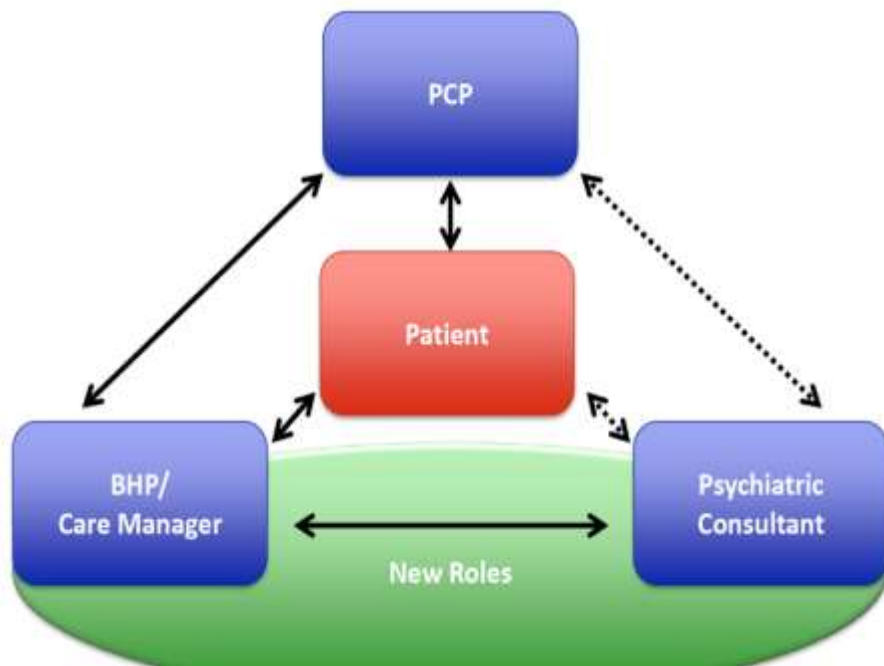 PCP
Patient
BHP/
Care Manager
Psychiatric
Consultant
New Roles